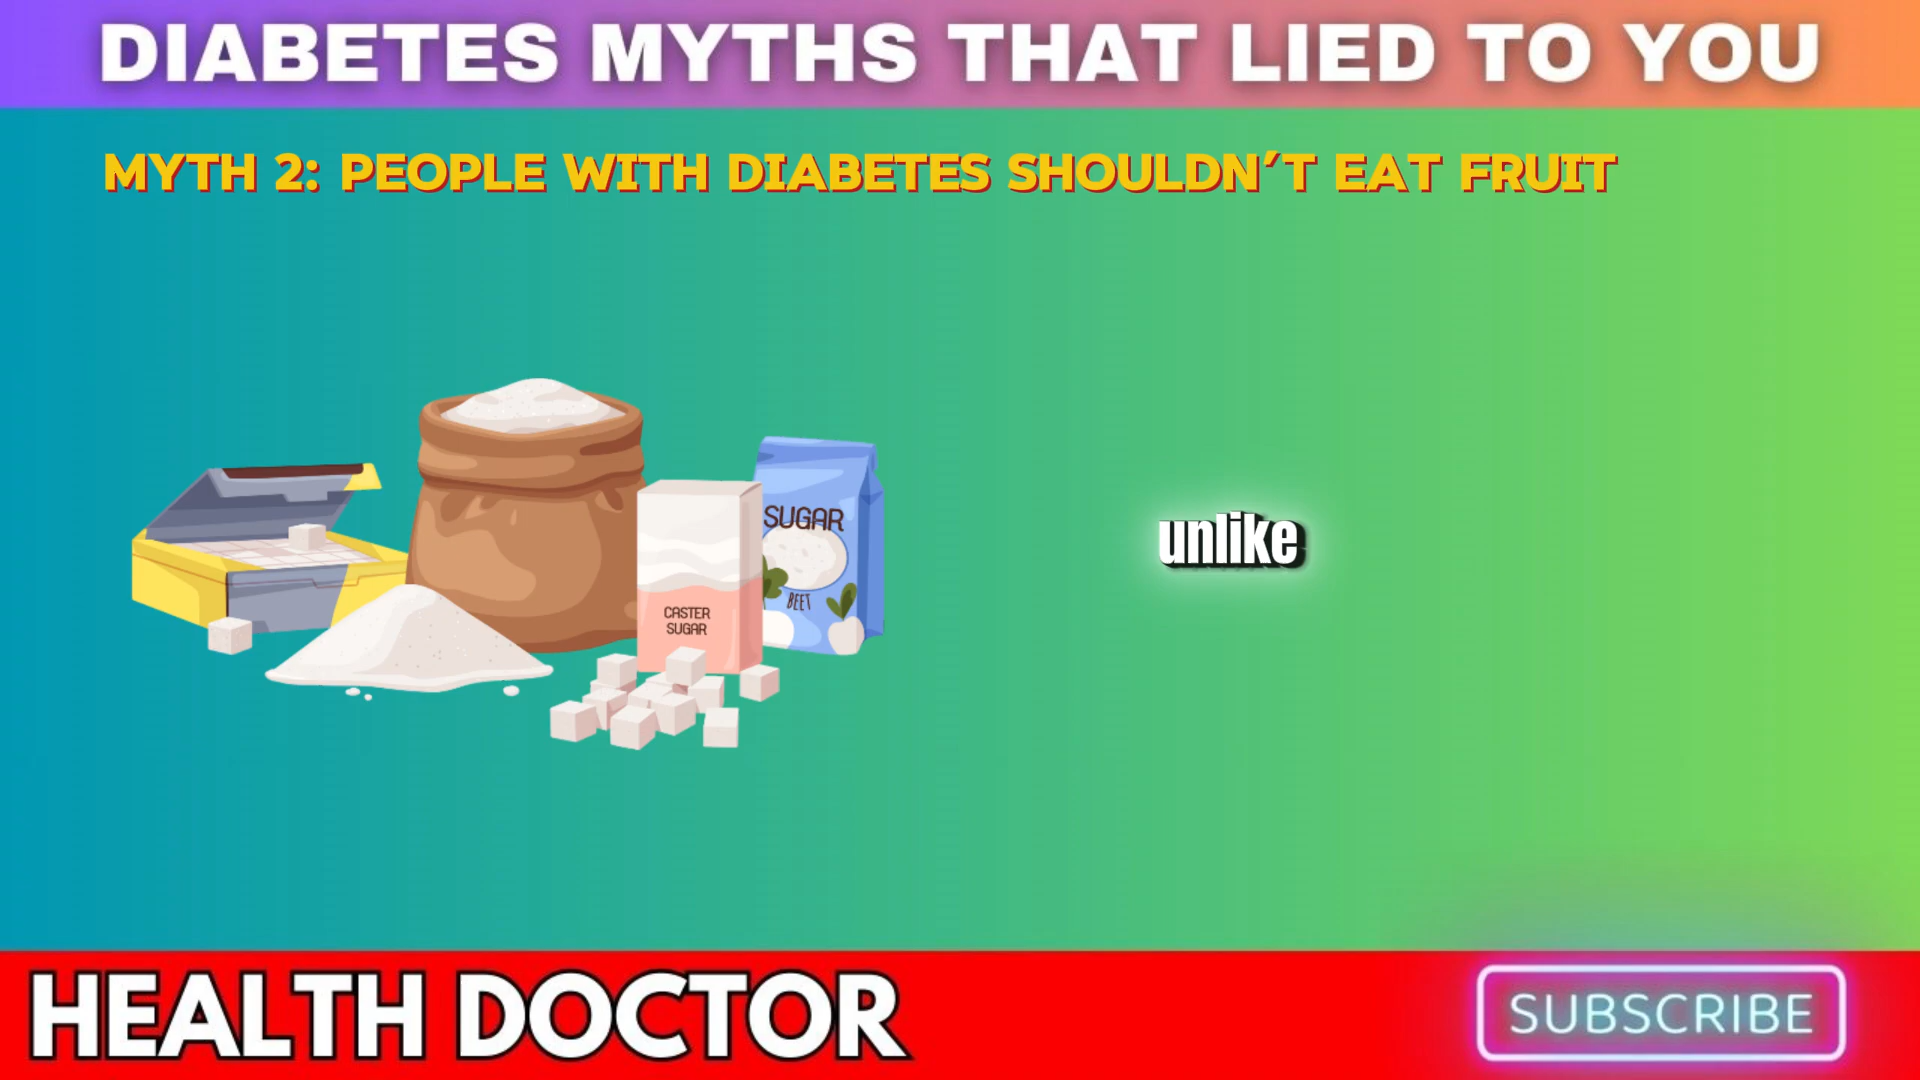 DIABETES MYTHS THAT LIED TO YOU
MYTH 2: PEOPLE WITH DIABETES SHOULDN´T EAT FRUIT
SUGAR
BEET
CASTER
SUGAR
unlike
HEALTH DOCTOR
SUBSCRIBE